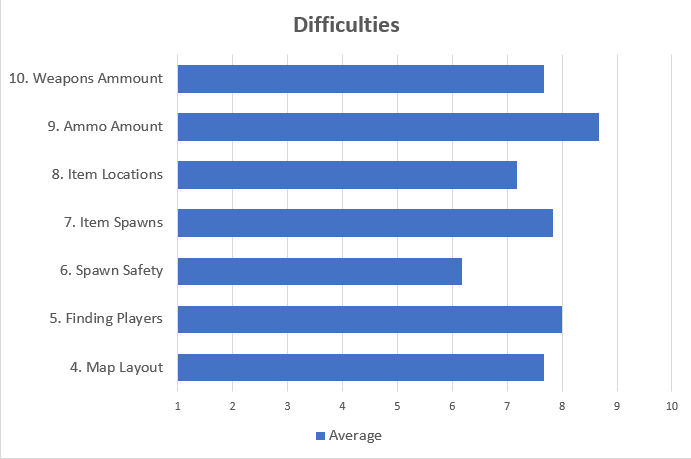 Difficulties
10. Weapons Ammount
9. Ammo Amount
8. Item Locations
7. Item Spawns
6. Spawn Safety
5. Finding Players
4. Map Layout
1 2 3 4 5 6 7 8 9 10
Average